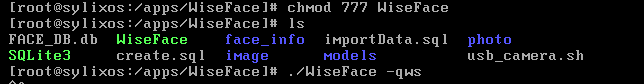 [root@sylixos:/apps/WiseFace]# chmod 777 WiseFace
[root@sylixos:/apps/WiseFace]# ls
FACE_DB.db WiseFace face_info importData.sql photo
SQLite3 create.sql image models usb_camera.sh
[root@sylixos:/apps/WiseFace]# ./WiseFace -qws